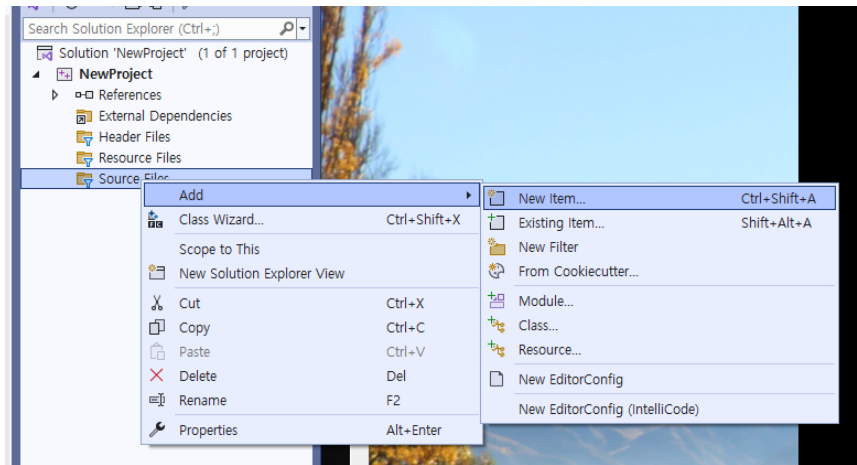 Search Solution Explorer (Ctrl+;)
Solution 'NewProject' (1 of 1 project)
NewProject
References
External Dependencies
Header Files
Resource Files
Source Files
Add
Class Wizard... Ctrl+Shift+X
Scope to This
New Solution Explorer View
Cut Ctrl+X
Copy Ctrl+C
Paste Ctrl+V
Delete Del
Rename F2
Properties Alt+Enter
New Item... Ctrl+Shift+A
Existing Item... Shift+Alt+A
New Filter
From Cookiecutter...
Module...
Class...
Resource...
New EditorConfig
New EditorConfig (IntelliCode)